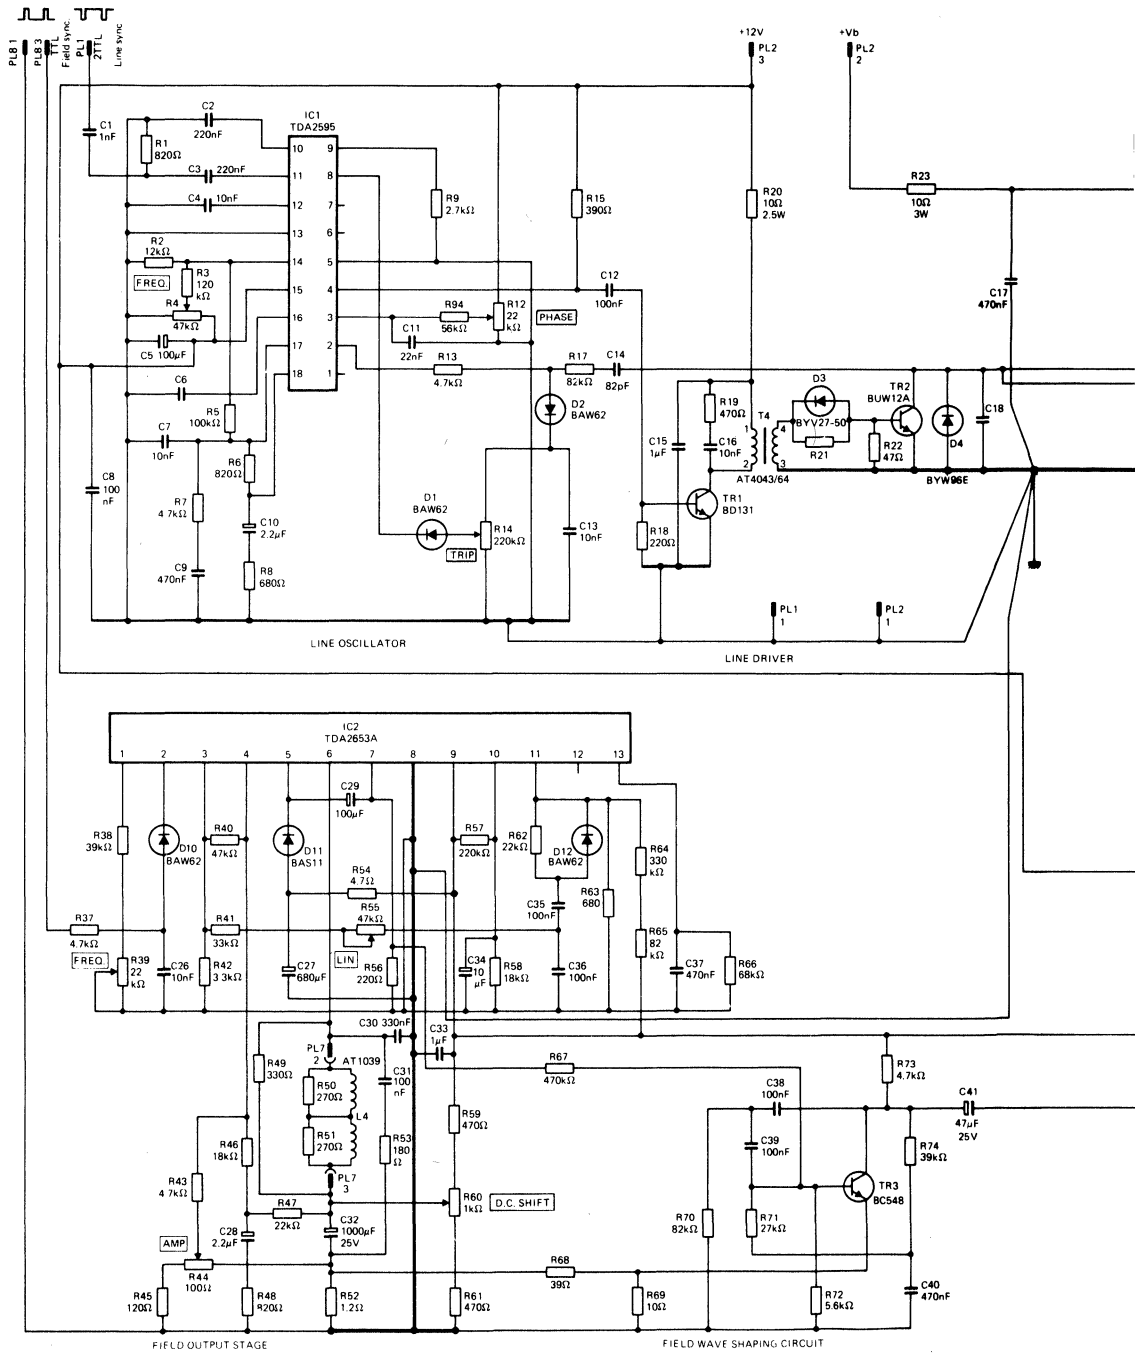 PL8 1
PL8 3
TTL
Field sync
PL1
2TTL
Line sync
+12V
PL2
3
+Vb
PL2
2
C1
1nF
R1
820Ω
C2
220nF
C3 220nF
C4 10nF
IC1
TDA2595
10 9
11 8
12 7
13 6
14 5
15 4
16 3
17 2
18 1
R2
12kΩ
FREQ.
R3
120
kΩ
R4
47kΩ
C5 100µF
C6
R5
100kΩ
C7
10nF
R6
820Ω
C8
100
nF
R7
4.7kΩ
C10
2.2µF
C9
470nF
R8
680Ω
R9
2.7kΩ
R15
390Ω
C12
100nF
R94
56kΩ
R12
22
kΩ
PHASE
C11
22nF
R13
4.7kΩ
R17
82kΩ
C14
82pF
D2
BAW62
D1
BAW62
R14
220kΩ
TRIP
C13
10nF
R20
10Ω
2.5W
R23
10Ω
3W
C17
470nF
R19
470Ω
C15
1µF
C16
10nF
T4
1
2
4
3
AT4043/64
D3
BYV27-50
R21
R22
47Ω
TR2
BUW12A
D4
BYW96E
C18
TR1
BD131
R18
220Ω
PL1
1
PL2
1
LINE OSCILLATOR
LINE DRIVER
IC2
TDA2653A
1 2 3 4 5 6 7 8 9 10 11 12 13
R38
39kΩ
D10
BAW62
R40
47kΩ
D11
BAS11
C29
100µF
R54
4.7Ω
R55
47kΩ
R57
220kΩ
R62
22kΩ
D12
BAW62
R63
680
R64
330
kΩ
C35
100nF
R37
4.7kΩ
FREQ.
R39
22
kΩ
C26
10nF
R41
33kΩ
R42
3.3kΩ
C27
680µF
LIN
R56
220Ω
C34
10
µF
R58
18kΩ
C36
100nF
R65
82
kΩ
C37
470nF
R66
68kΩ
C30 330nF
C33
1µF
PL7
2
AT1039
R49
330Ω
R50
270Ω
L4
R51
270Ω
C31
100
nF
R53
180
Ω
PL7
3
R59
470Ω
R67
470kΩ
R73
4.7kΩ
C38
100nF
C41
47µF
25V
C39
100nF
R74
39kΩ
R46
18kΩ
R43
4.7kΩ
R47
22kΩ
C28
2.2µF
C32
1000µF
25V
R60
1kΩ
D.C. SHIFT
TR3
BC548
R70
82kΩ
R71
27kΩ
AMP
R44
100Ω
R45
120Ω
R48
820Ω
R52
1.2Ω
R61
470Ω
R68
39Ω
R69
10Ω
R72
5.6kΩ
C40
470nF
FIELD OUTPUT STAGE
FIELD WAVE SHAPING CIRCUIT